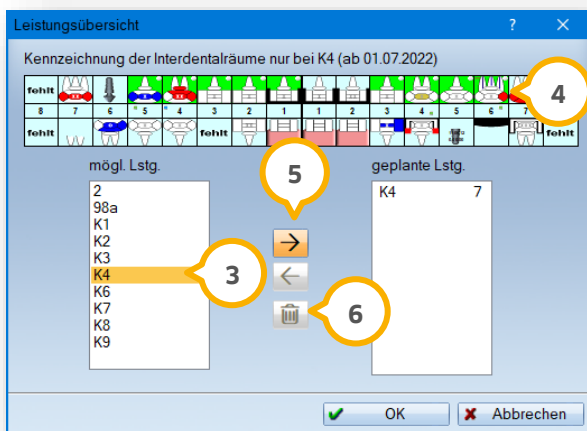 Leistungsübersicht ? ×
Kennzeichnung der Interdentalräume nur bei K4 (ab 01.07.2022)
fehlt
8 7 6 5 4 3 2 1 1 2 3 4 5 6 7
fehlt fehlt fehlt
4
mögl. Lstg.
2
98a
K1
K2
K3
K4
K6
K7
K8
K9
5
3
6
geplante Lstg.
K4 7
OK
Abbrechen